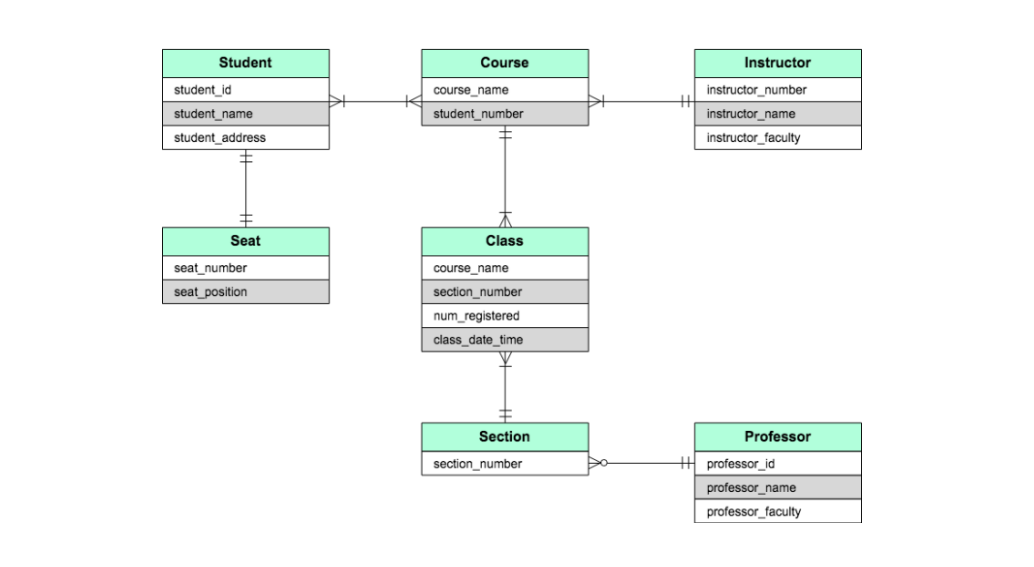 Student
student_id
student_name
student_address
Course
course_name
student_number
Instructor
instructor_number
instructor_name
instructor_faculty
Seat
seat_number
seat_position
Class
course_name
section_number
num_registered
class_date_time
Section
section_number
Professor
professor_id
professor_name
professor_faculty